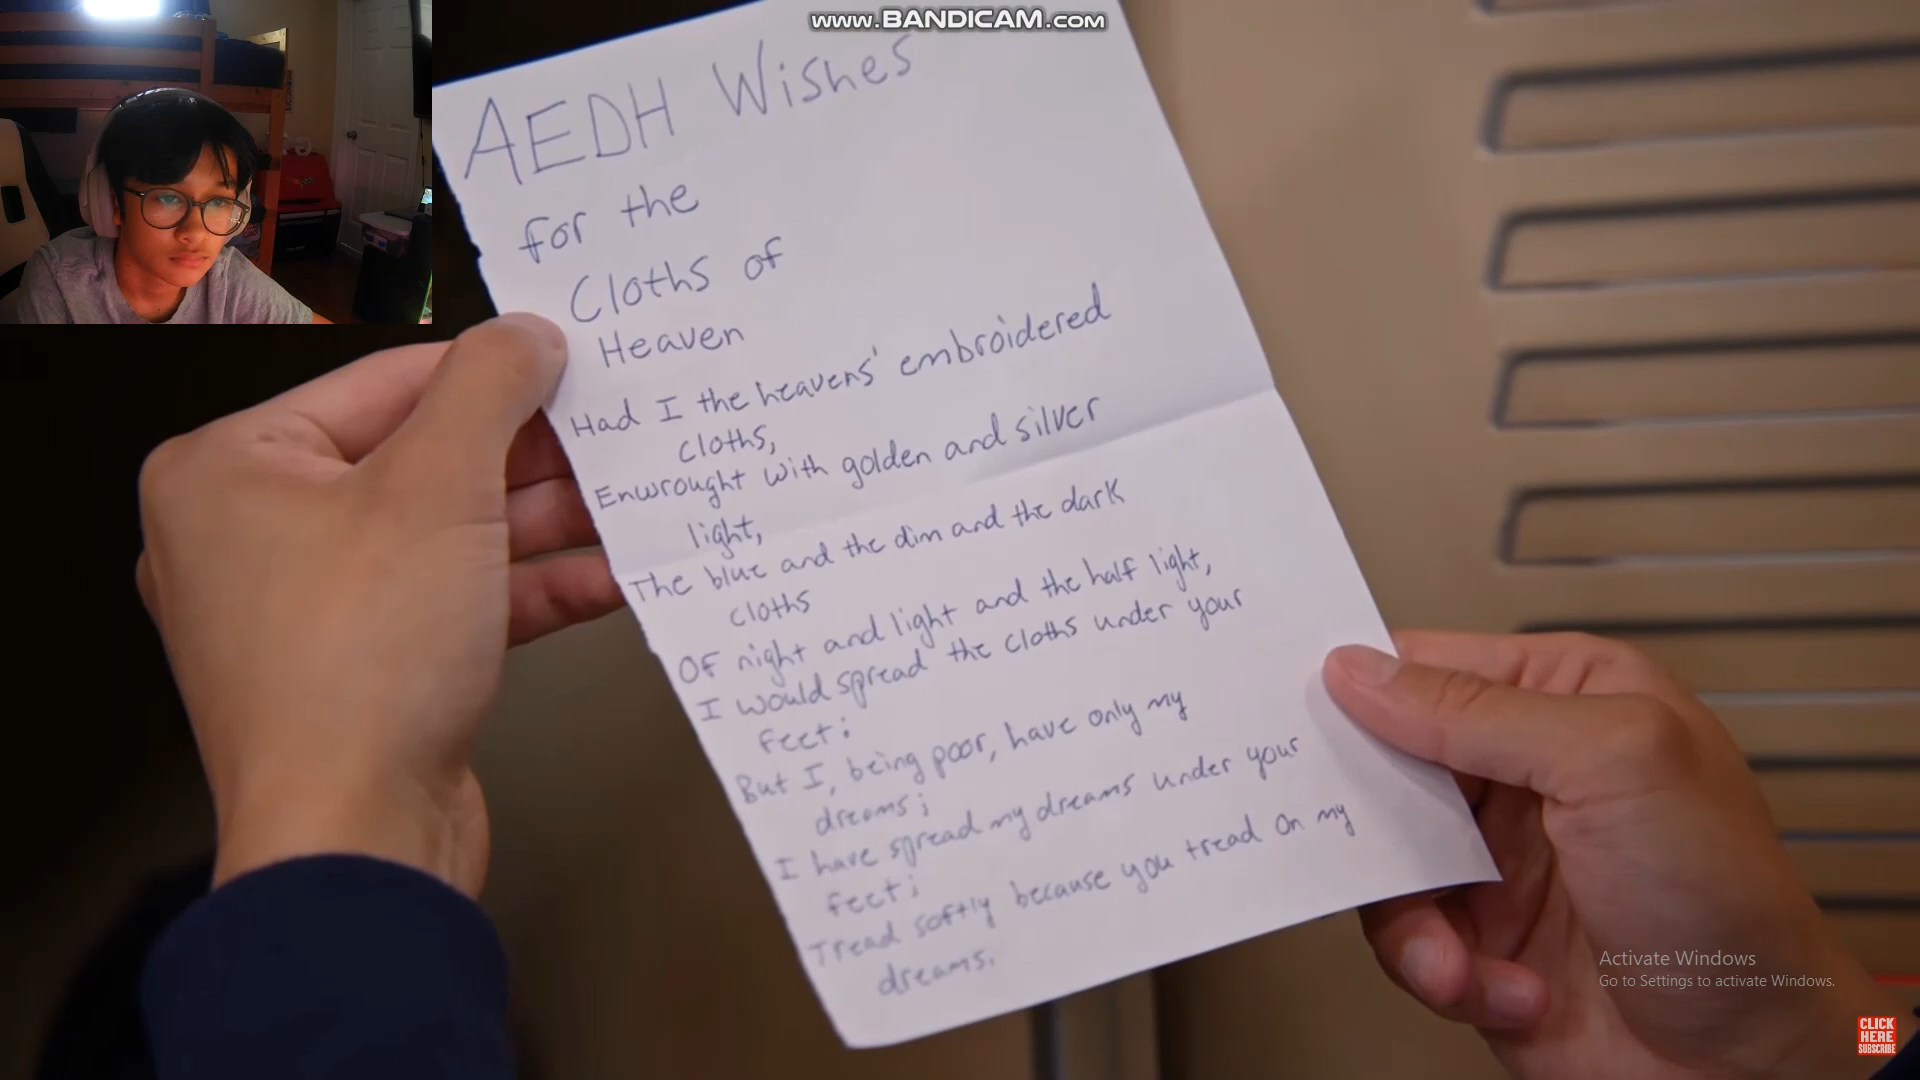 www.BANDICAM.com
AEDH Wishes
for the
Cloths of
Heaven
Had I the heavens' embroidered
cloths,
Enwrought with golden and silver
light,
The blue and the dim and the dark
cloths
Of night and light and the half light,
I would spread the cloths under your
feet:
But I, being poor, have only my
dreams;
I have spread my dreams under your
feet;
Tread softly because you tread on my
dreams.
Activate Windows
Go to Settings to activate Windows.
CLICK
HERE
SUBSCRIBE